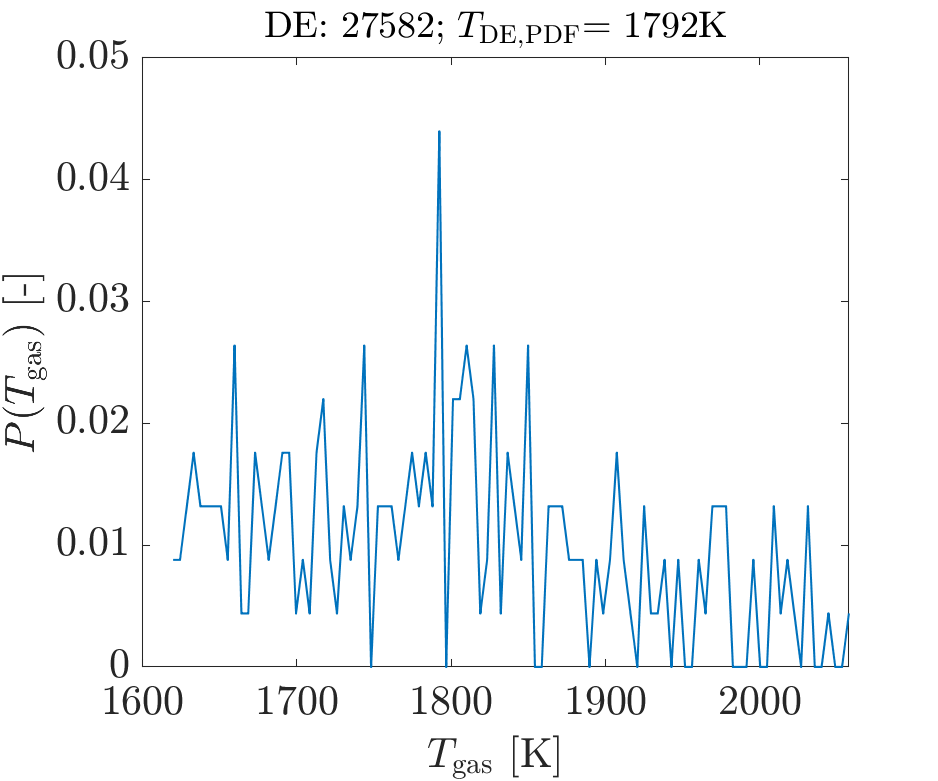 DE: 27582; T_DE,PDF= 1792K
0.05
0.04
0.03
0.02
0.01
0
P(T_gas) [-]
1600 1700 1800 1900 2000
T_gas [K]